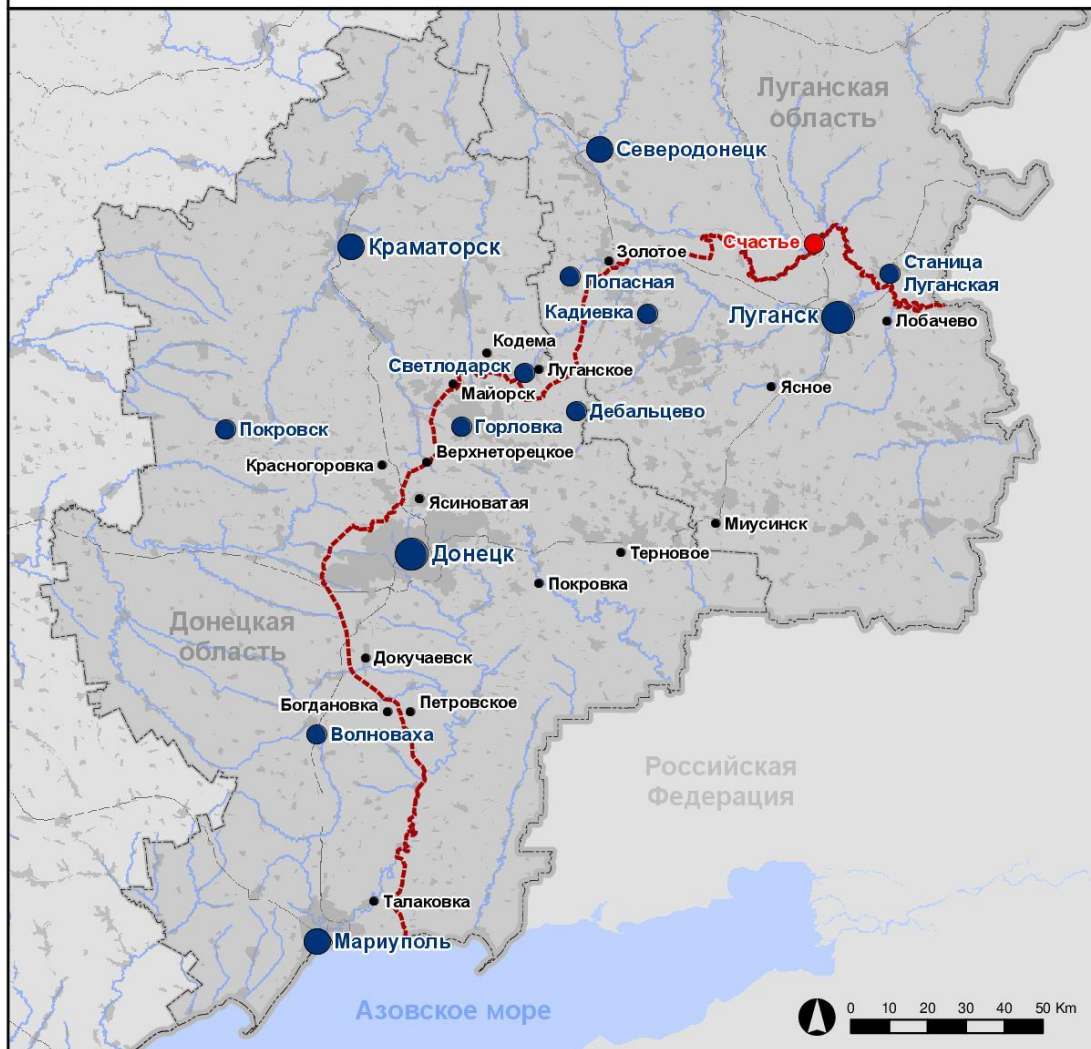 Луганская
область
Северодонецк
Счастье
Краматорск
Золотое
Станица
Луганская
Попасная
Кадиевка
Луганск
Лобачево
Кодема
Светлодарск
Луганское
Майорск
Ясное
Дебальцево
Покровск
Горловка
Верхнеторецкое
Красногоровка
Ясиноватая
Миусинск
Донецк
Терновое
Покровка
Донецкая
область
Докучаевск
Богдановка
Петровское
Волноваха
Российская
Федерация
Талаковка
Мариуполь
Азовское море
0 10 20 30 40 50 Km